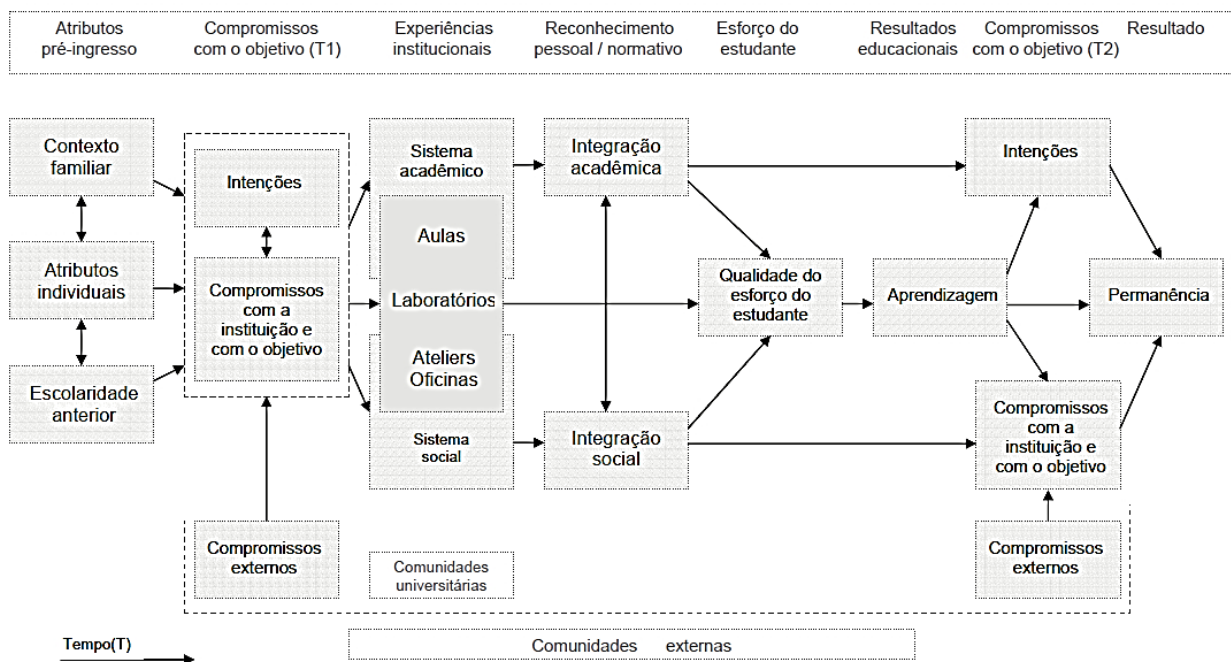 Atributos
pré-ingresso
Compromissos
com o objetivo (T1)
Experiências
institucionais
Reconhecimento
pessoal / normativo
Esforço do
estudante
Resultados
educacionais
Compromissos
com o objetivo (T2)
Resultado
Contexto
familiar
Atributos
individuais
Escolaridade
anterior
Intenções
Compromissos
com a
instituição e
com o objetivo
Compromissos
externos
Sistema
acadêmico
Aulas
Laboratórios
Ateliers
Oficinas
Sistema
social
Comunidades
universitárias
Integração
acadêmica
Integração
social
Qualidade do
esforço do
estudante
Aprendizagem
Intenções
Compromissos
com a
instituição e
com o objetivo
Compromissos
externos
Permanência
Tempo(T)
Comunidades externas